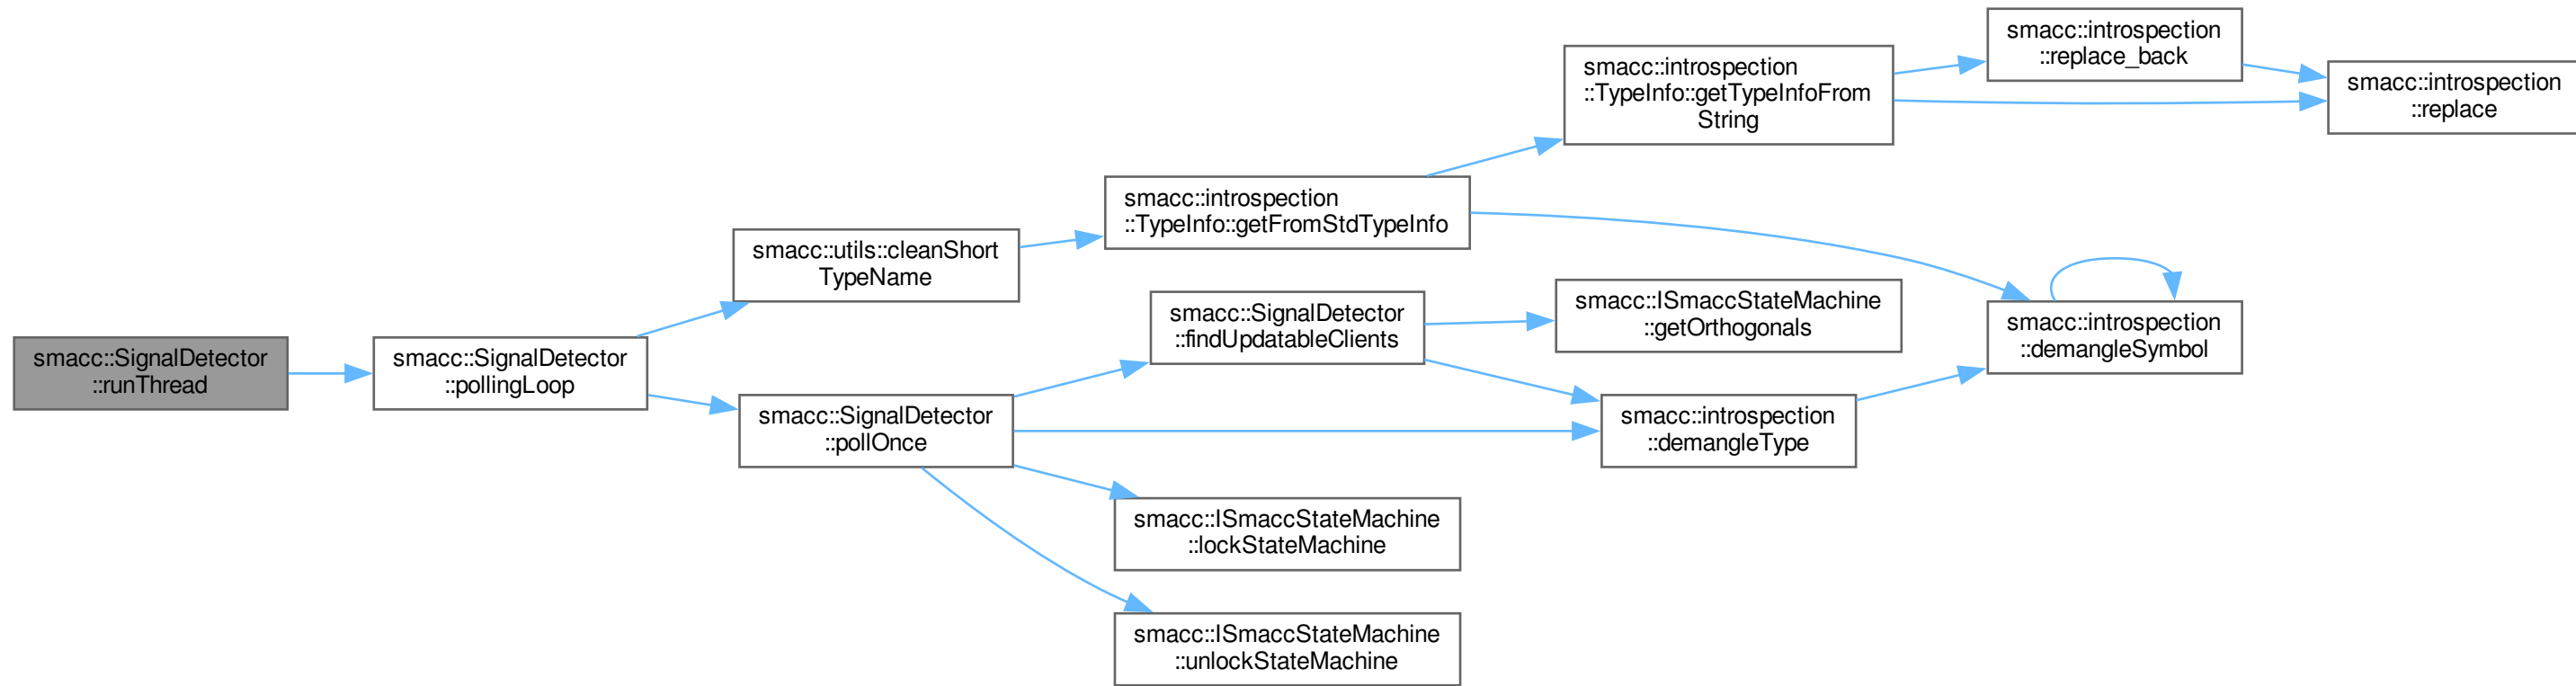 smacc::SignalDetector
::runThread
smacc::SignalDetector
::pollingLoop
smacc::utils::cleanShort
TypeName
smacc::introspection
::TypeInfo::getFromStdTypeInfo
smacc::introspection
::TypeInfo::getTypeInfoFrom
String
smacc::introspection
::replace_back
smacc::introspection
::replace
smacc::introspection
::demangleSymbol
smacc::SignalDetector
::pollOnce
smacc::SignalDetector
::findUpdatableClients
smacc::ISmaccStateMachine
::getOrthogonals
smacc::introspection
::demangleType
smacc::ISmaccStateMachine
::lockStateMachine
smacc::ISmaccStateMachine
::unlockStateMachine